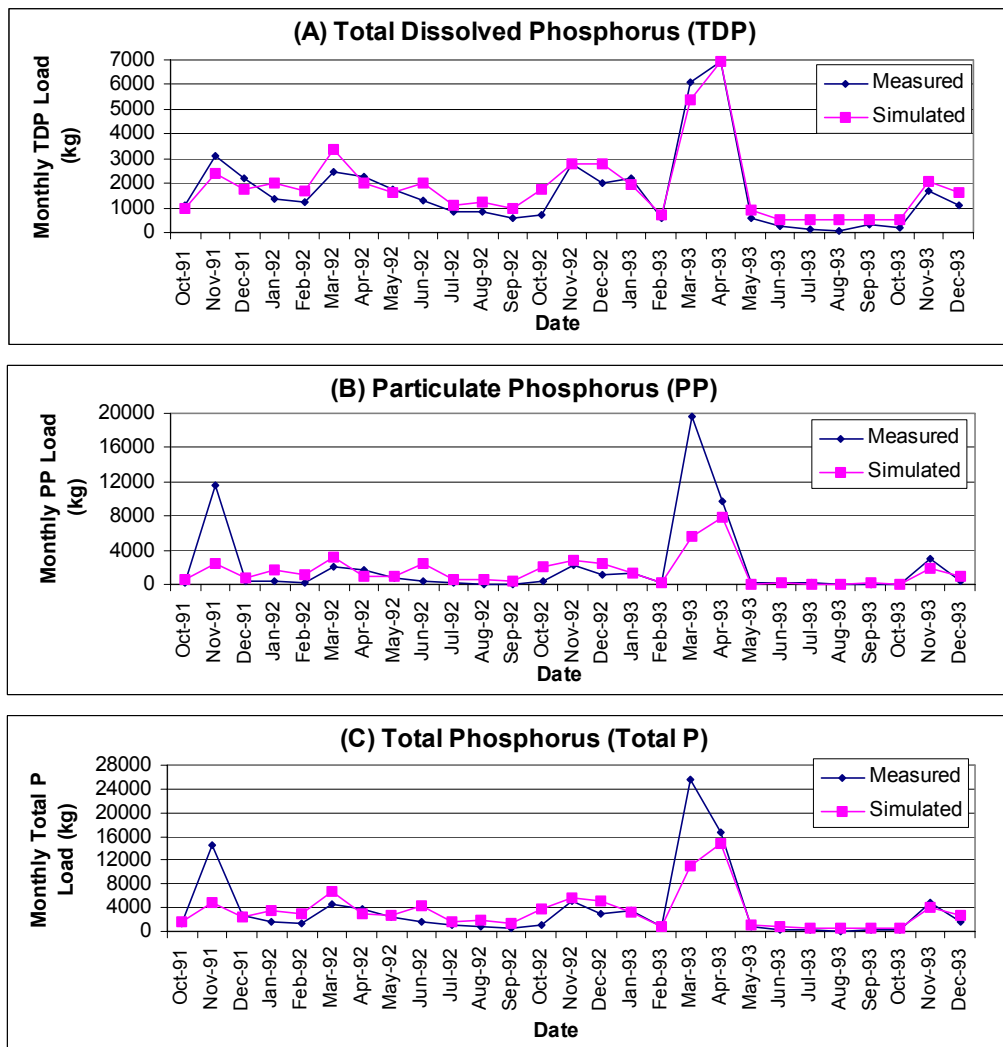 (A) Total Dissolved Phosphorus (TDP)
Monthly TDP Load
(kg)
7000
6000
5000
4000
3000
2000
1000
0
Measured
Simulated
Oct-91
Nov-91
Dec-91
Jan-92
Feb-92
Mar-92
Apr-92
May-92
Jun-92
Jul-92
Aug-92
Sep-92
Oct-92
Nov-92
Dec-92
Jan-93
Feb-93
Mar-93
Apr-93
May-93
Jun-93
Jul-93
Aug-93
Sep-93
Oct-93
Nov-93
Dec-93
Date
(B) Particulate Phosphorus (PP)
Monthly PP Load
(kg)
20000
16000
12000
8000
4000
0
Measured
Simulated
Oct-91
Nov-91
Dec-91
Jan-92
Feb-92
Mar-92
Apr-92
May-92
Jun-92
Jul-92
Aug-92
Sep-92
Oct-92
Nov-92
Dec-92
Jan-93
Feb-93
Mar-93
Apr-93
May-93
Jun-93
Jul-93
Aug-93
Sep-93
Oct-93
Nov-93
Dec-93
Date
(C) Total Phosphorus (Total P)
Monthly Total P
Load (kg)
28000
24000
20000
16000
12000
8000
4000
0
Measured
Simulated
Oct-91
Nov-91
Dec-91
Jan-92
Feb-92
Mar-92
Apr-92
May-92
Jun-92
Jul-92
Aug-92
Sep-92
Oct-92
Nov-92
Dec-92
Jan-93
Feb-93
Mar-93
Apr-93
May-93
Jun-93
Jul-93
Aug-93
Sep-93
Oct-93
Nov-93
Dec-93
Date